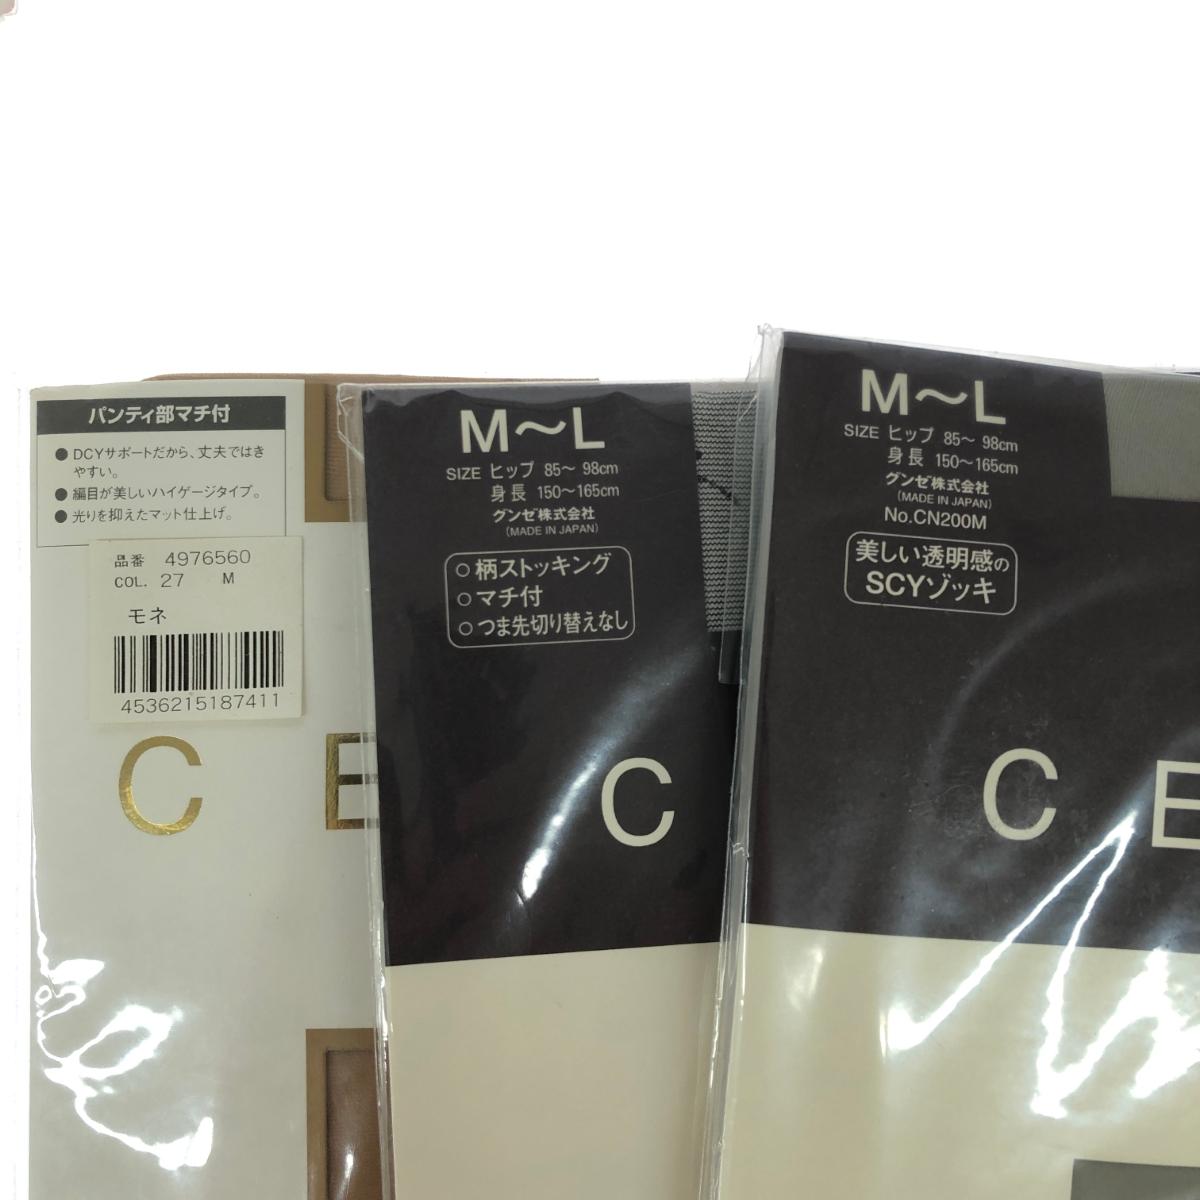 パンティ部マチ付
● DCYサポートだから、丈夫ではき
やすい。
● 編目が美しいハイゲージタイプ。
● 光りを抑えたマット仕上げ。
品番 4976560
COL. 27 M
モネ
4536215187411
C E
M〜L
SIZE ヒップ 85〜 98cm
身長 150〜165cm
グンゼ株式会社
(MADE IN JAPAN)
○ 柄ストッキング
○ マチ付
○ つま先切り替えなし
C
M〜L
SIZE ヒップ 85〜 98cm
身長 150〜165cm
グンゼ株式会社
(MADE IN JAPAN)
No.CN200M
美しい透明感の
SCYゾッキ
C E